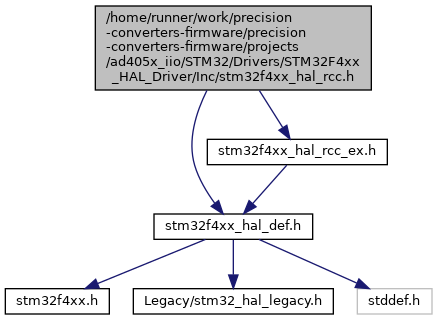 /home/runner/work/precision
-converters-firmware/precision
-converters-firmware/projects
/ad405x_iio/STM32/Drivers/STM32F4xx
_HAL_Driver/Inc/stm32f4xx_hal_rcc.h
stm32f4xx_hal_rcc_ex.h
stm32f4xx_hal_def.h
stm32f4xx.h
Legacy/stm32_hal_legacy.h
stddef.h